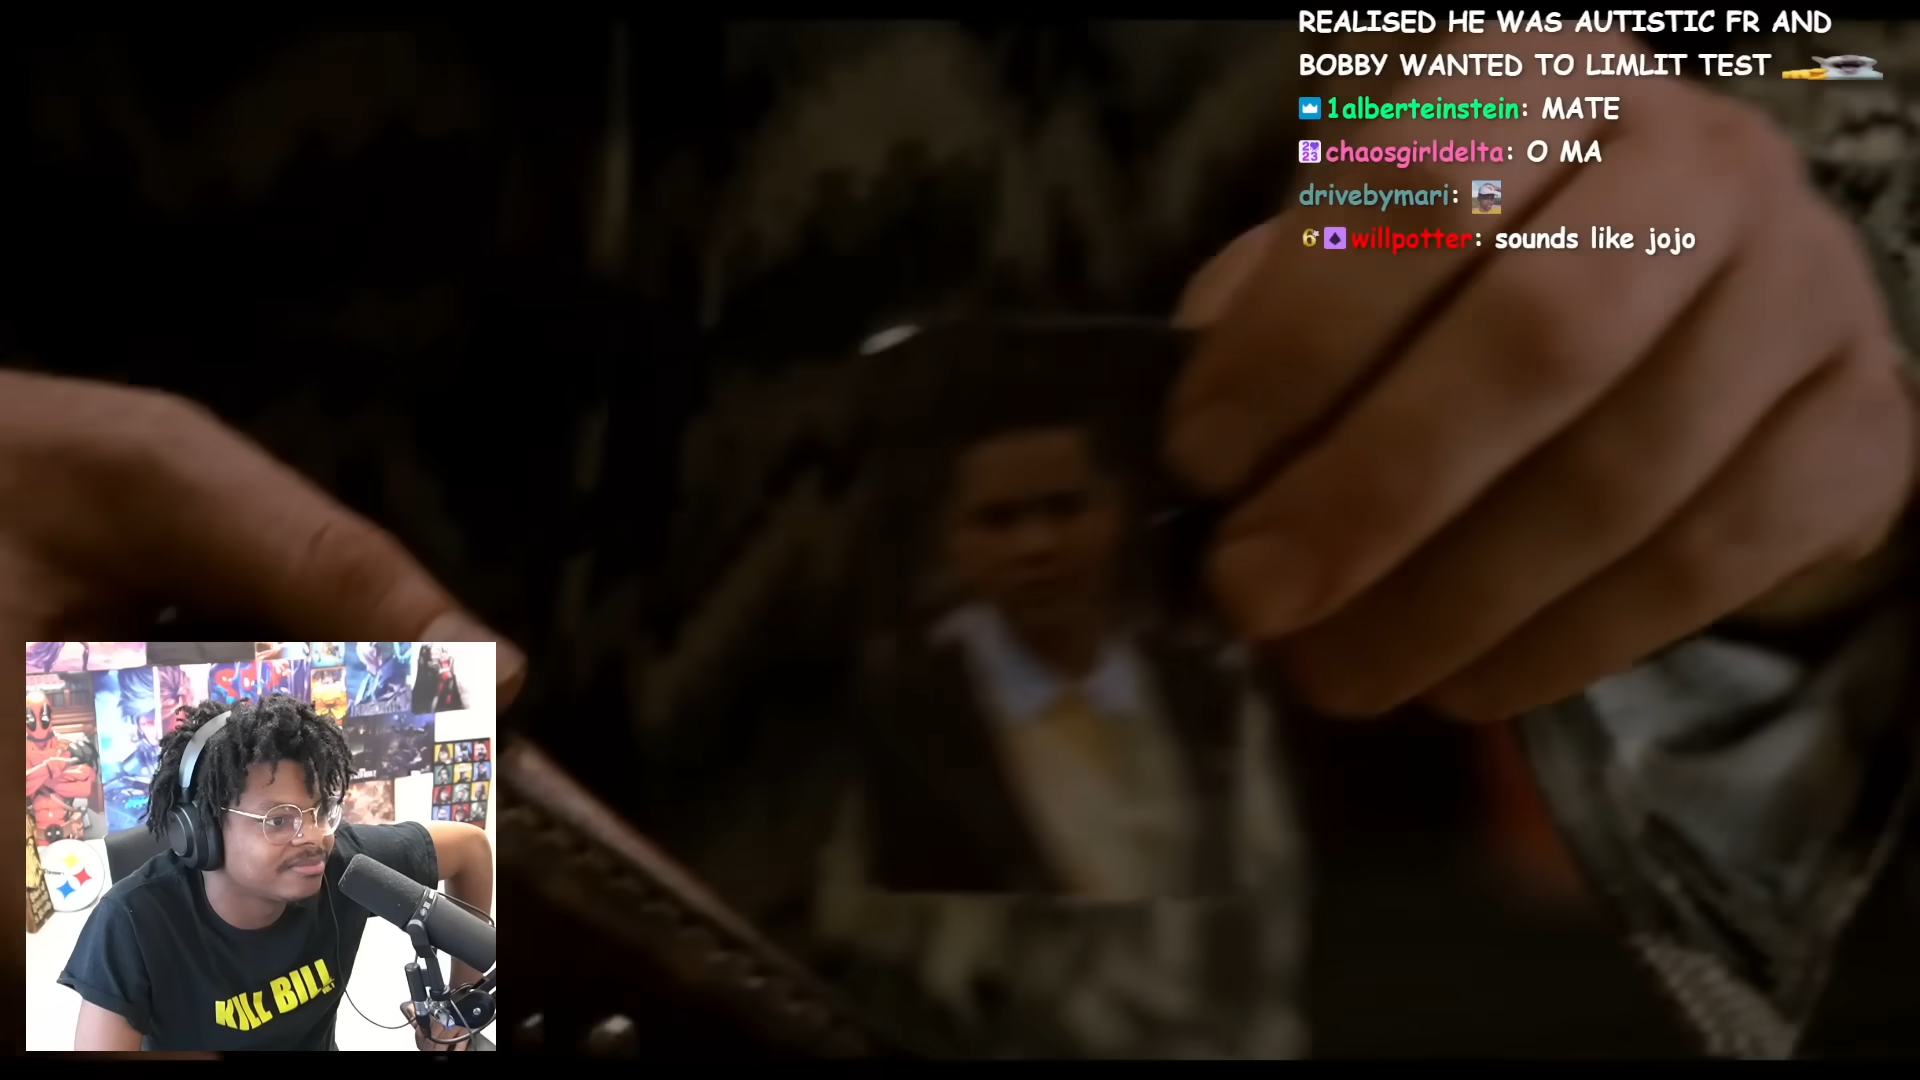 REALISED HE WAS AUTISTIC FR AND
BOBBY WANTED TO LIMLIT TEST
1alberteinstein: MATE
chaosgirldelta: O MA
drivebymari:
willpotter: sounds like jojo
KILL BILL